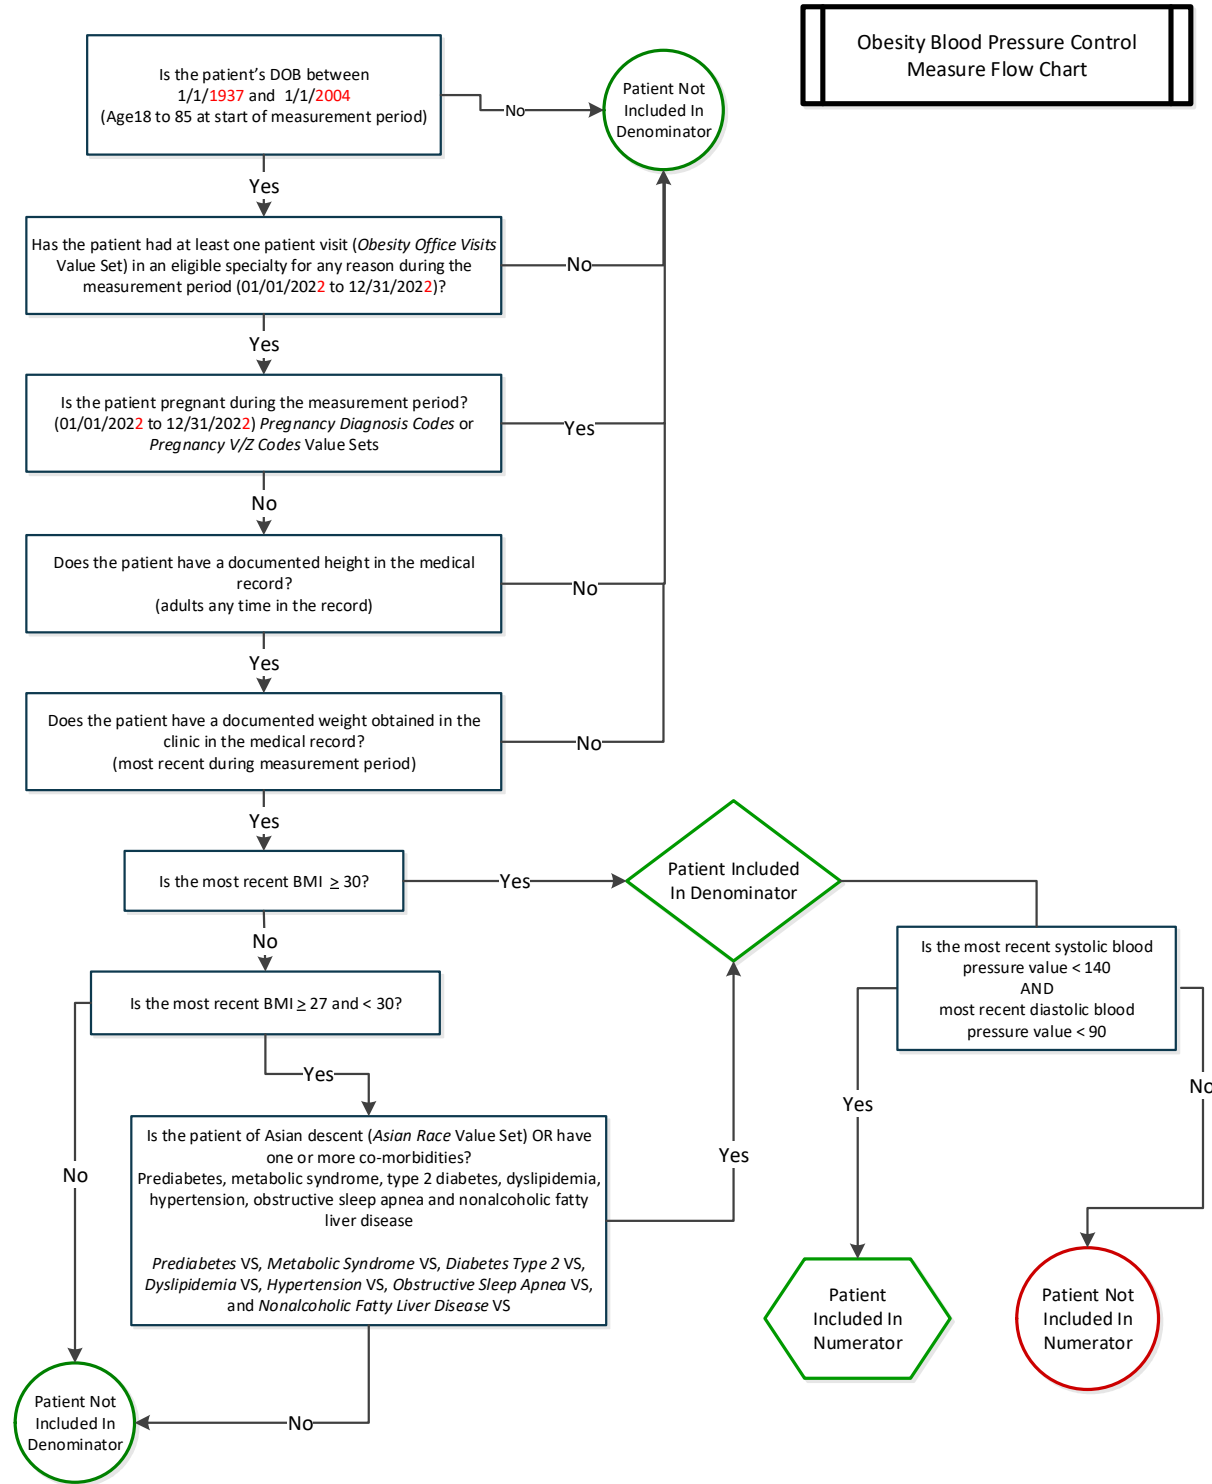 Obesity Blood Pressure Control
Measure Flow Chart
Is the patient's DOB between
1/1/1937 and 1/1/2004
(Age18 to 85 at start of measurement period)
No
Patient Not
Included In
Denominator
Yes
Has the patient had at least one patient visit (Obesity Office Visits
Value Set) in an eligible specialty for any reason during the
measurement period (01/01/2022 to 12/31/2022)?
No
Yes
Is the patient pregnant during the measurement period?
(01/01/2022 to 12/31/2022) Pregnancy Diagnosis Codes or
Pregnancy V/Z Codes Value Sets
Yes
No
Does the patient have a documented height in the medical
record?
(adults any time in the record)
No
Yes
Does the patient have a documented weight obtained in the
clinic in the medical record?
(most recent during measurement period)
No
Yes
Is the most recent BMI ≥ 30?
Yes
Patient Included
In Denominator
No
Is the most recent BMI ≥ 27 and < 30?
Is the most recent systolic blood
pressure value < 140
AND
most recent diastolic blood
pressure value < 90
Yes
No
Yes
No
Is the patient of Asian descent (Asian Race Value Set) OR have
one or more co-morbidities?
Prediabetes, metabolic syndrome, type 2 diabetes, dyslipidemia,
hypertension, obstructive sleep apnea and nonalcoholic fatty
liver disease
Prediabetes VS, Metabolic Syndrome VS, Diabetes Type 2 VS,
Dyslipidemia VS, Hypertension VS, Obstructive Sleep Apnea VS,
and Nonalcoholic Fatty Liver Disease VS
Yes
Patient
Included In
Numerator
Patient Not
Included In
Numerator
No
Patient Not
Included In
Denominator